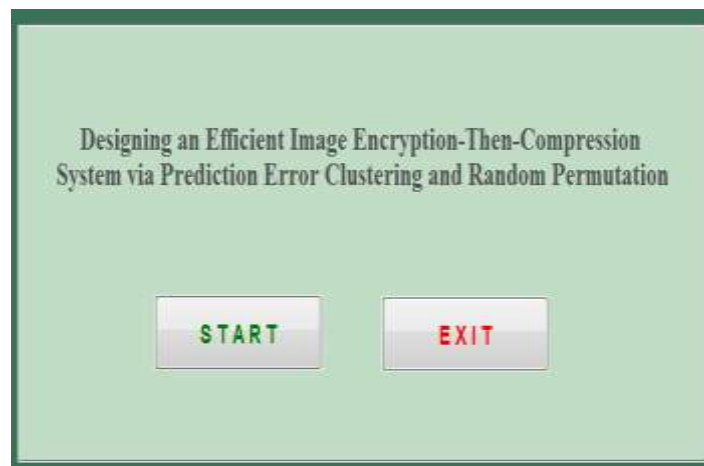 Designing an Efficient Image Encryption-Then-Compression
System via Prediction Error Clustering and Random Permutation
START
EXIT